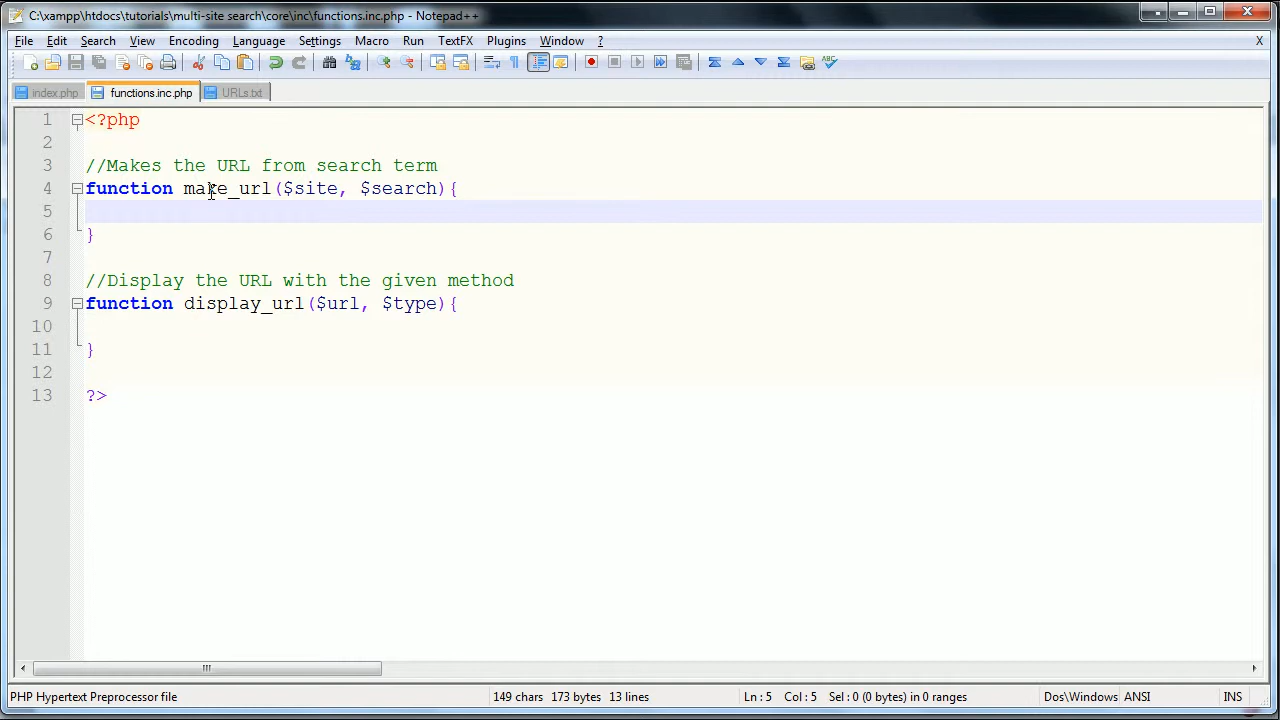 C:\xampp\htdocs\tutorials\multi-site search\core\inc\functions.inc.php - Notepad++
File Edit Search View Encoding Language Settings Macro Run TextFX Plugins Window ? X
index.php functions.inc.php URLs.txt
1 <?php
2
3 //Makes the URL from search term
4 function make_url($site, $search){
5
6 }
7
8 //Display the URL with the given method
9 function display_url($url, $type){
10
11 }
12
13 ?>
PHP Hypertext Preprocessor file 149 chars 173 bytes 13 lines Ln : 5 Col : 5 Sel : 0 (0 bytes) in 0 ranges Dos\Windows ANSI INS